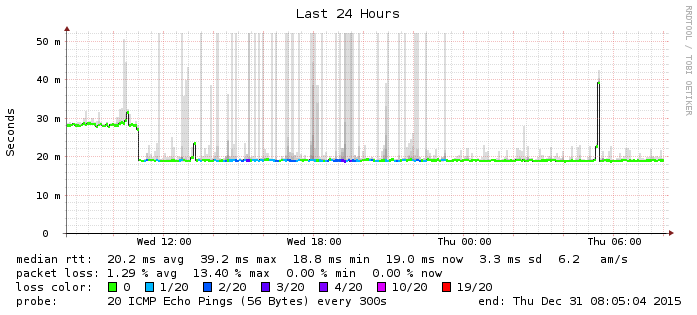 Last 24 Hours
RRDTOOL / TOBI OETIKER
Seconds
50 m
40 m
30 m
20 m
10 m
0
Wed 12:00 Wed 18:00 Thu 00:00 Thu 06:00
median rtt: 20.2 ms avg 39.2 ms max 18.8 ms min 19.0 ms now 3.3 ms sd 6.2 am/s
packet loss: 1.29 % avg 13.40 % max 0.00 % min 0.00 % now
loss color: 0 1/20 2/20 3/20 4/20 10/20 19/20
probe: 20 ICMP Echo Pings (56 Bytes) every 300s end: Thu Dec 31 08:05:04 2015